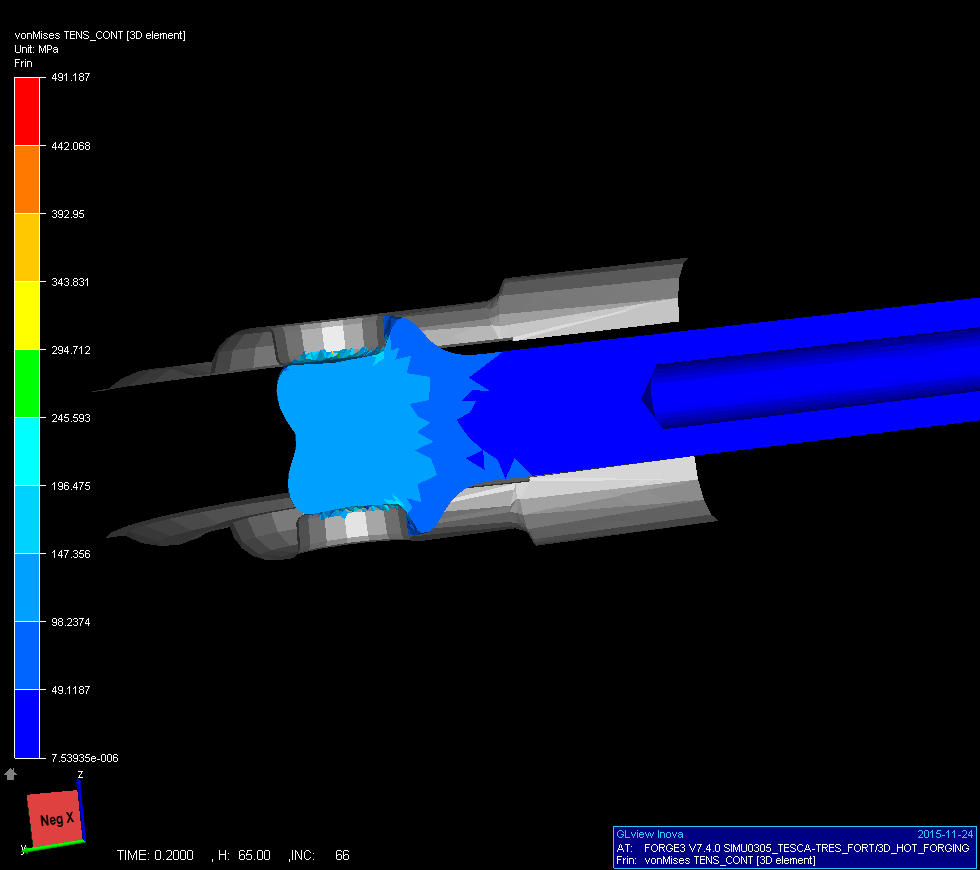 vonMises TENS_CONT [3D element]
Unit: MPa
Frin
491.187
442.068
392.95
343.831
294.712
245.593
196.475
147.356
98.2374
49.1187
7.53935e-006
z
Neg X
y
TIME: 0.2000 , H: 65.00 ,INC: 66
GLview Inova 2015-11-24
AT: FORGE3 V7.4.0 SIMU0305_TESCA-TRES_FORT/3D_HOT_FORGING
Frin: vonMises TENS_CONT [3D element]